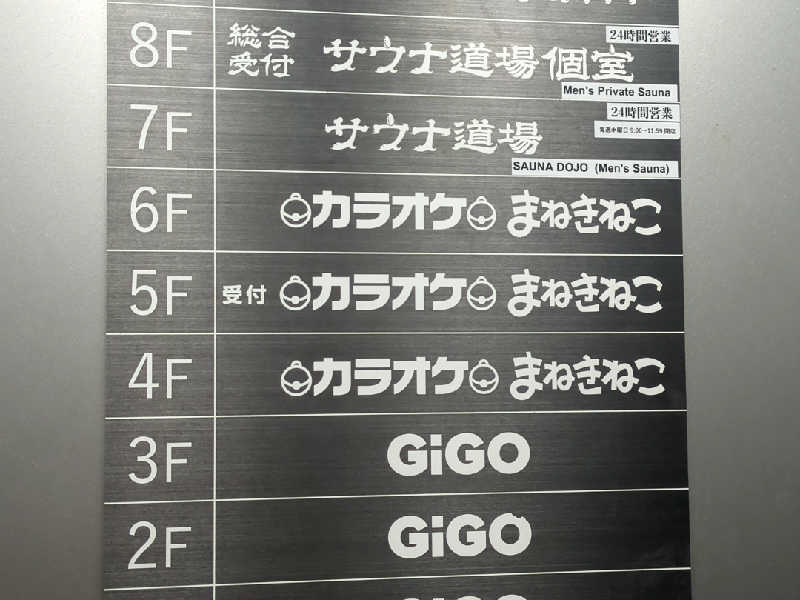 8F 総合受付 サウナ道場 個室 24時間営業
Men's Private Sauna
7F サウナ道場 24時間営業
SAUNA DOJO (Men's Sauna)
6F カラオケ まねきねこ
5F 受付 カラオケ まねきねこ
4F カラオケ まねきねこ
3F GiGO
2F GiGO